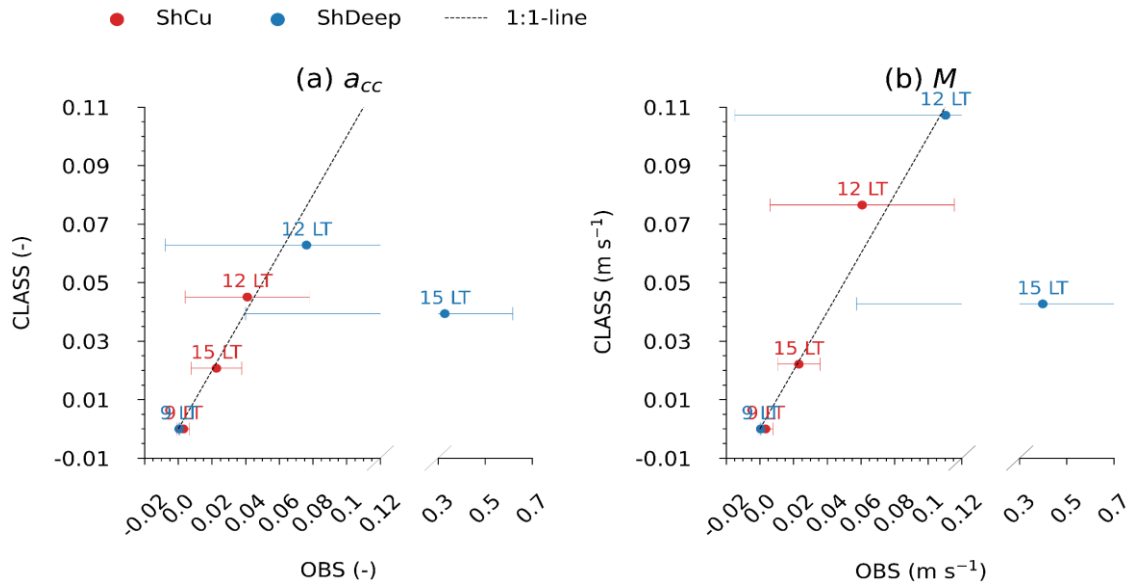 ShCu ShDeep 1:1-line
(a) a_cc
(b) M
0.11
0.09
0.07
0.05
0.03
0.01
-0.01
CLASS (-)
12 LT
12 LT
15 LT
15 LT
9 LT
9 LT
-0.02 0.0 0.02 0.04 0.06 0.08 0.1 0.12 0.3 0.5 0.7
OBS (-)
0.11
0.09
0.07
0.05
0.03
0.01
-0.01
CLASS (m s⁻¹)
12 LT
12 LT
15 LT
15 LT
9 LT
9 LT
-0.02 0.0 0.02 0.04 0.06 0.08 0.1 0.12 0.3 0.5 0.7
OBS (m s⁻¹)